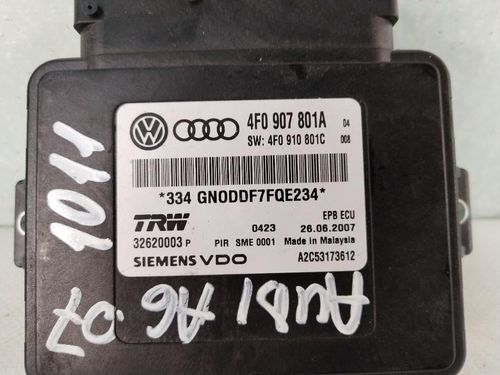 4F0 907 801A 04
SW: 4F0 910 801C 008
*334 GNODDF7FQE234*
TRW 0423 EPB ECU 26.06.2007
32620003 P PIR SME 0001 Made in Malaysia
SIEMENS VDO A2C53173612
1011
AUDI A6 07